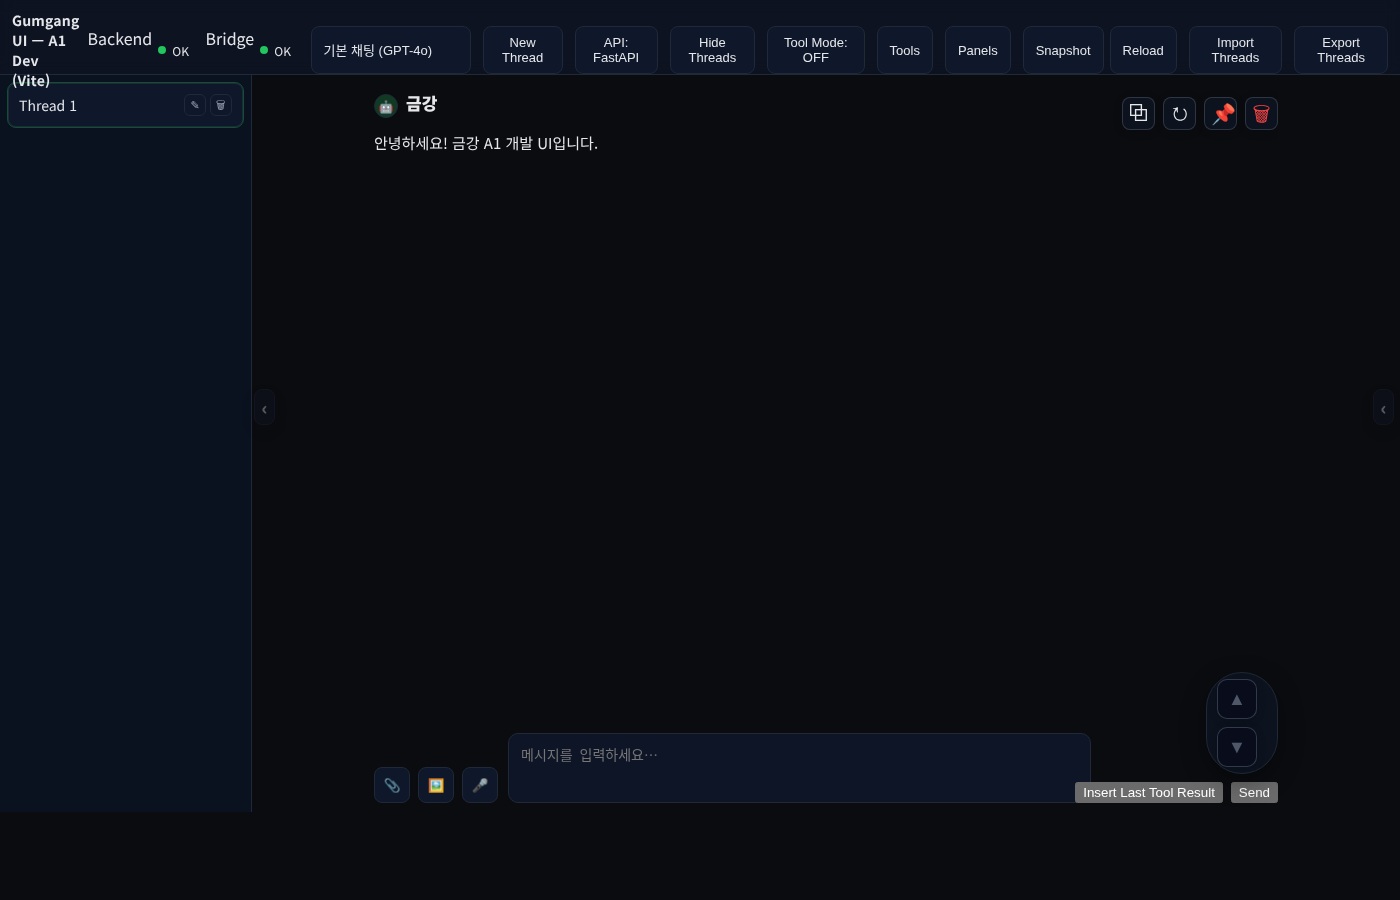 Gumgang
UI — A1
Dev
(Vite)
Backend
OK
Bridge
OK
기본 채팅 (GPT-4o)
New
Thread
API:
FastAPI
Hide
Threads
Tool Mode:
OFF
Tools
Panels
Snapshot
Reload
Import
Threads
Export
Threads
Thread 1
금강
안녕하세요! 금강 A1 개발 UI입니다.
메시지를 입력하세요…
Insert Last Tool Result
Send